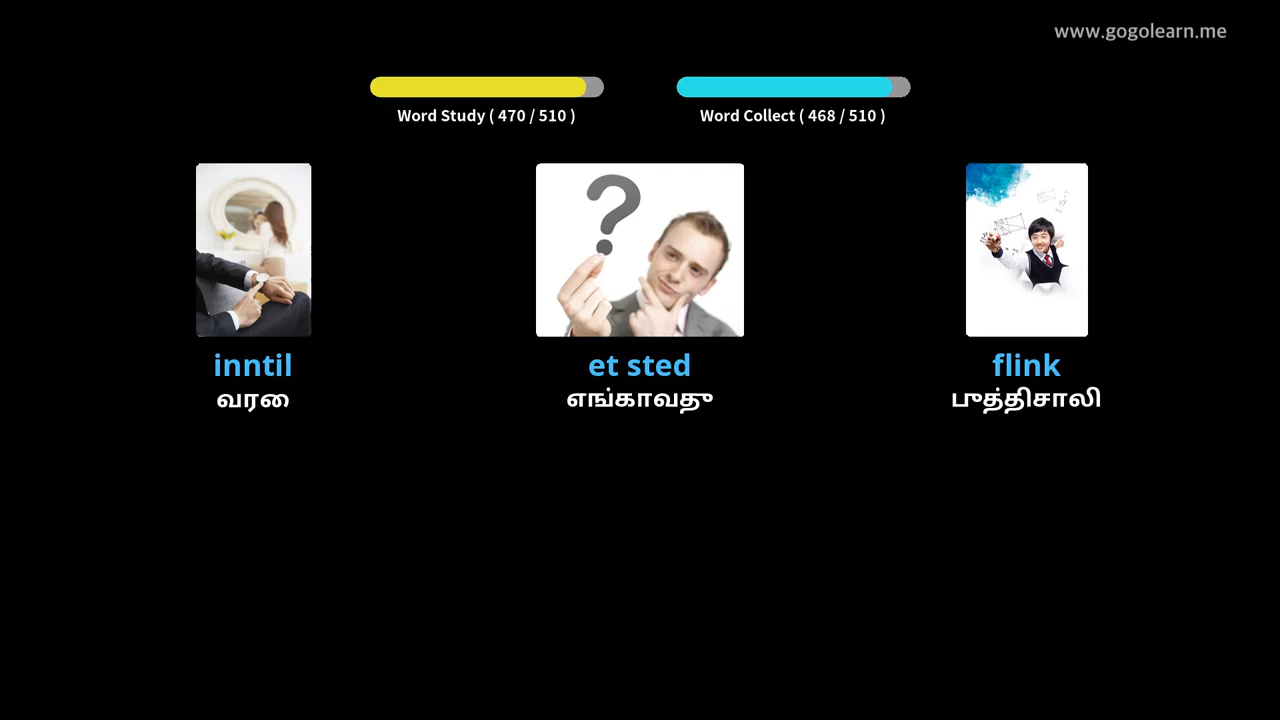 www.gogolearn.me
Word Study ( 470 / 510 )
Word Collect ( 468 / 510 )
inntil
வரை
et sted
எங்காவது
flink
புத்திசாலி